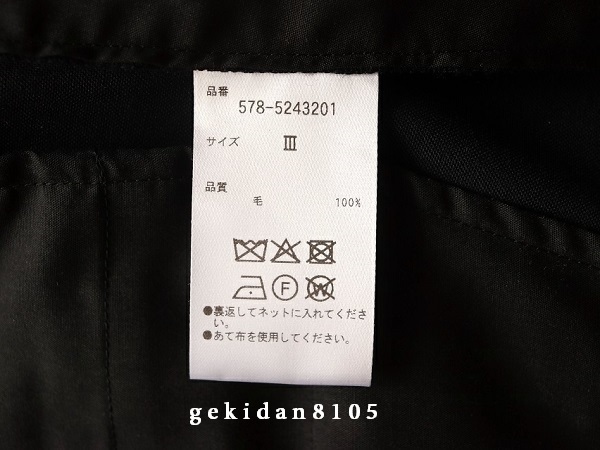 品番
578-5243201
サイズ Ⅲ
品質
毛 100%
F W
●裏返してネットに入れてくださ
い。
●あて布を使用してください。
gekidan8105